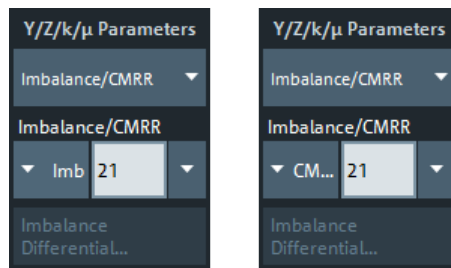 Y/Z/k/µ Parameters
Imbalance/CMRR
Imbalance/CMRR
Imb 21
Imbalance
Differential...
Y/Z/k/µ Parameters
Imbalance/CMRR
Imbalance/CMRR
CM... 21
Imbalance
Differential...